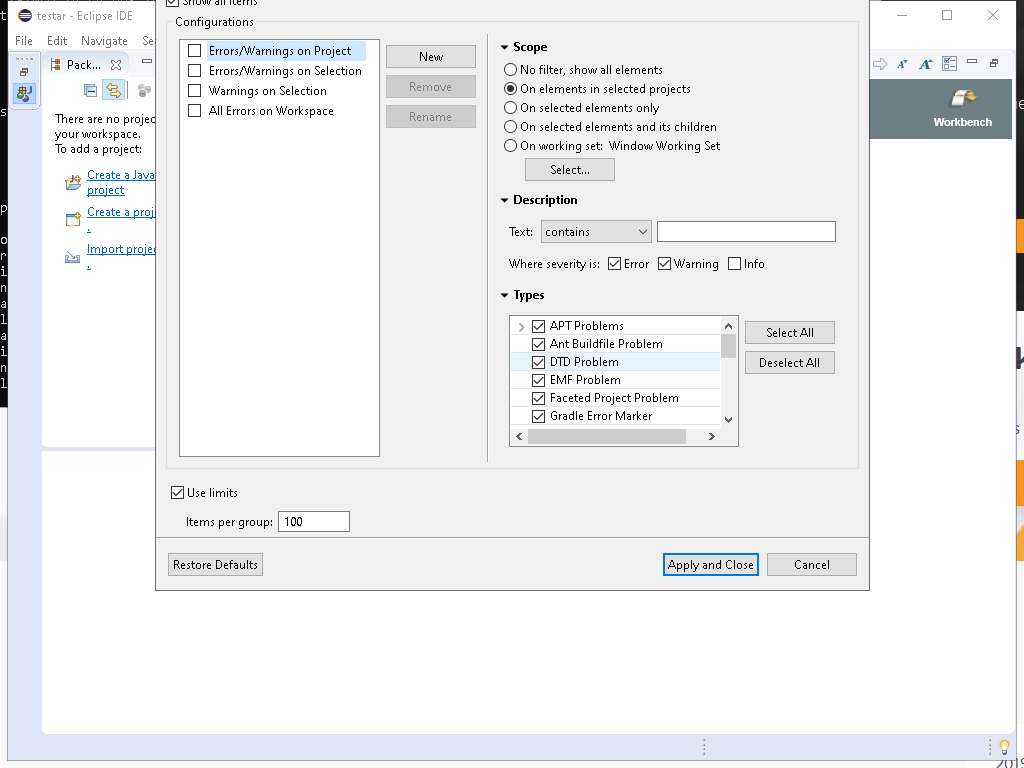 testar - Eclipse IDE
Show all items
File Edit Navigate Se
Configurations
Pack...
Errors/Warnings on Project
Errors/Warnings on Selection
Warnings on Selection
All Errors on Workspace
New
Remove
Rename
Scope
No filter, show all elements
On elements in selected projects
On selected elements only
On selected elements and its children
On working set: Window Working Set
Select...
Workbench
There are no projec
your workspace.
To add a project:
Create a Java
project
Create a proj
.
Import projec
.
Description
Text: contains
Where severity is: Error Warning Info
Types
APT Problems
Ant Buildfile Problem
DTD Problem
EMF Problem
Faceted Project Problem
Gradle Error Marker
Select All
Deselect All
Use limits
Items per group: 100
Restore Defaults
Apply and Close
Cancel